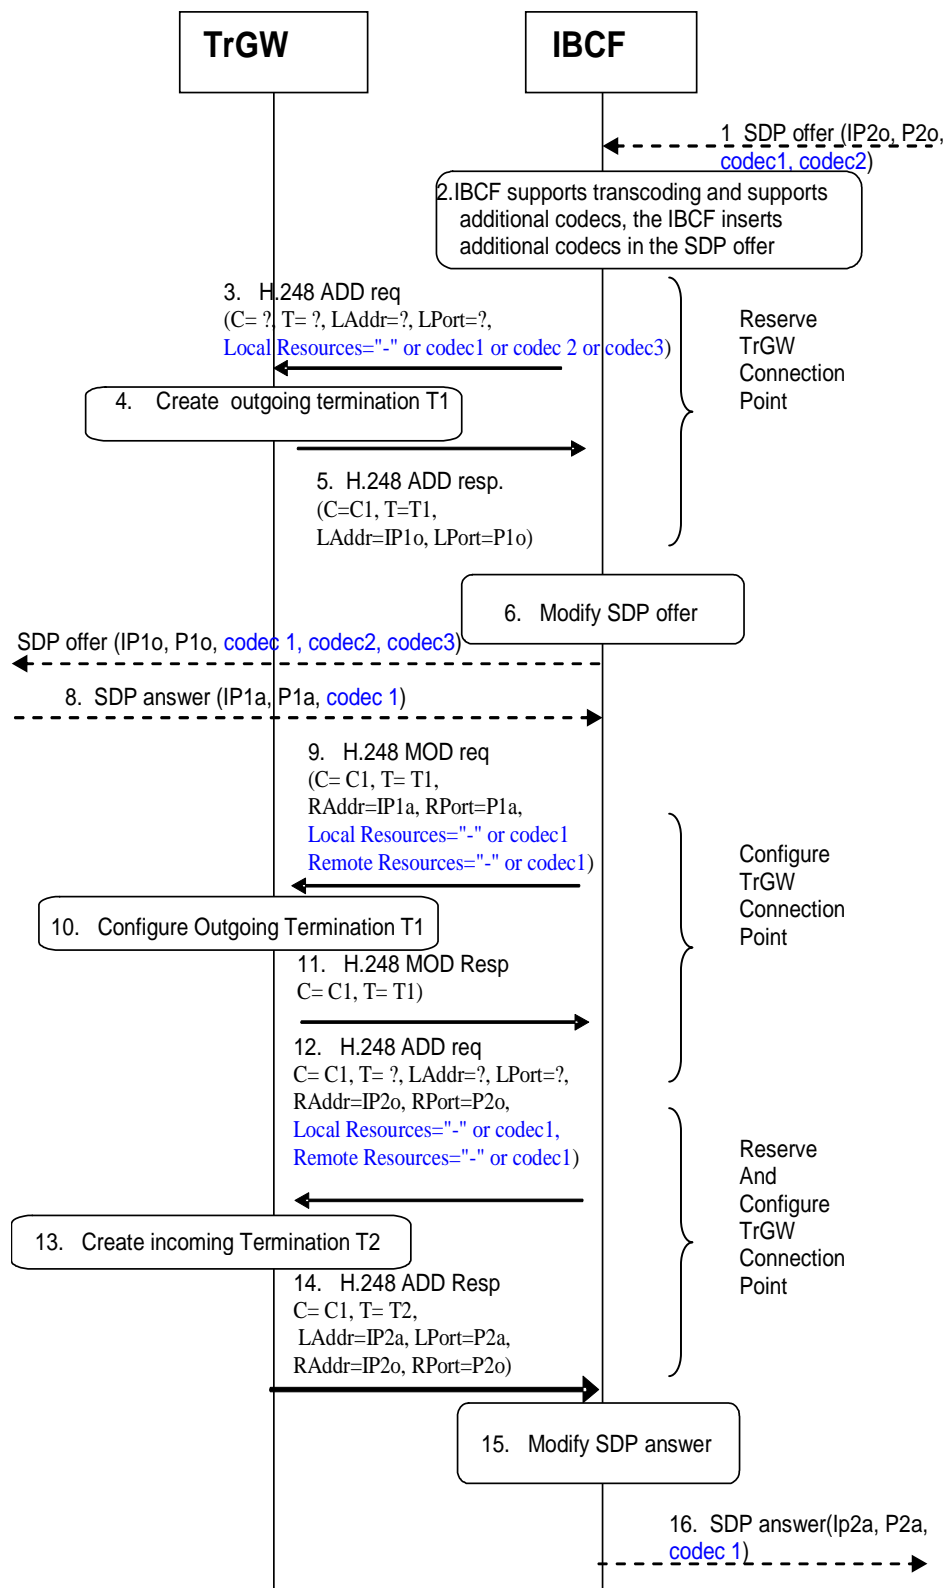 TrGW
IBCF
1 SDP offer (IP2o, P2o,
codec1, codec2)
2.IBCF supports transcoding and supports
additional codecs, the IBCF inserts
additional codecs in the SDP offer
3. H.248 ADD req
(C= ?, T= ?, LAddr=?, LPort=?,
Local Resources="-" or codec1 or codec 2 or codec3)
Reserve
TrGW
Connection
Point
4. Create outgoing termination T1
5. H.248 ADD resp.
(C=C1, T=T1,
LAddr=IP1o, LPort=P1o)
6. Modify SDP offer
SDP offer (IP1o, P1o, codec 1, codec2, codec3)
8. SDP answer (IP1a, P1a, codec 1)
9. H.248 MOD req
(C= C1, T= T1,
RAddr=IP1a, RPort=P1a,
Local Resources="-" or codec1
Remote Resources="-" or codec1)
Configure
TrGW
Connection
Point
10. Configure Outgoing Termination T1
11. H.248 MOD Resp
C= C1, T= T1)
12. H.248 ADD req
C= C1, T= ?, LAddr=?, LPort=?,
RAddr=IP2o, RPort=P2o,
Local Resources="-" or codec1,
Remote Resources="-" or codec1)
Reserve
And
Configure
TrGW
Connection
Point
13. Create incoming Termination T2
14. H.248 ADD Resp
C= C1, T= T2,
LAddr=IP2a, LPort=P2a,
RAddr=IP2o, RPort=P2o)
15. Modify SDP answer
16. SDP answer(Ip2a, P2a,
codec 1)